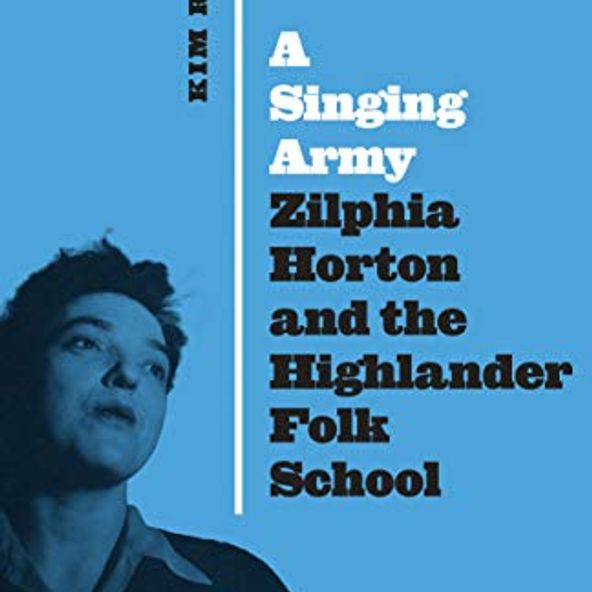 KIM R
A
Singing
Army
Zilphia
Horton
and the
Highlander
Folk
School